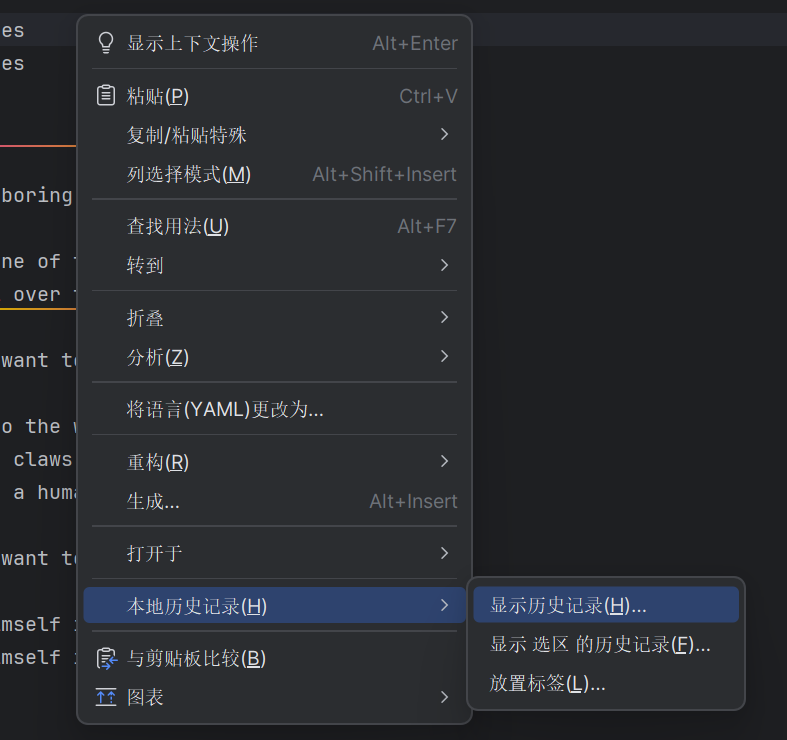 es
显示上下文操作 Alt+Enter
es
粘贴(P) Ctrl+V
复制/粘贴特殊
列选择模式(M) Alt+Shift+Insert
boring
查找用法(U) Alt+F7
ne of
转到
over
折叠
want to
分析(Z)
将语言(YAML)更改为...
o the
claws
重构(R)
a huma
生成... Alt+Insert
want to
打开于
本地历史记录(H)
显示历史记录(H)...
mself
显示 选区 的历史记录(F)...
mself
与剪贴板比较(B)
放置标签(L)...
图表